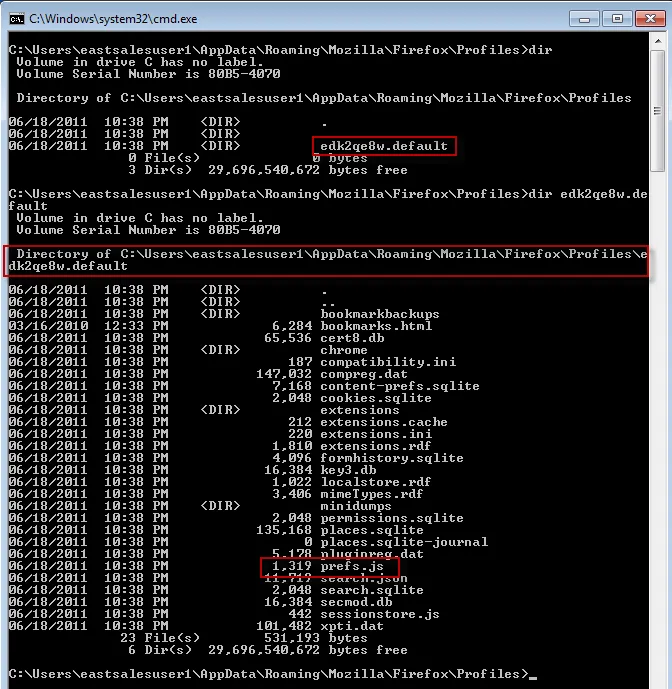 C:\Windows\system32\cmd.exe
C:\Users\eastsalesuser1\AppData\Roaming\Mozilla\Firefox\Profiles>dir
Volume in drive C has no label.
Volume Serial Number is 80B5-4070
Directory of C:\Users\eastsalesuser1\AppData\Roaming\Mozilla\Firefox\Profiles
06/18/2011 10:38 PM <DIR> .
06/18/2011 10:38 PM <DIR>
06/18/2011 10:38 PM <DIR> edk2qe8w.default
0 File(s) 0 bytes
3 Dir(s) 29,696,540,672 bytes free
C:\Users\eastsalesuser1\AppData\Roaming\Mozilla\Firefox\Profiles>dir edk2qe8w.de
fault
Volume in drive C has no label.
Volume Serial Number is 80B5-4070
Directory of C:\Users\eastsalesuser1\AppData\Roaming\Mozilla\Firefox\Profiles\e
dk2qe8w.default
06/18/2011 10:38 PM <DIR> .
06/18/2011 10:38 PM <DIR> ..
06/18/2011 10:38 PM <DIR> bookmarkbackups
03/16/2010 12:33 PM 6,284 bookmarks.html
06/18/2011 10:38 PM 65,536 cert8.db
06/18/2011 10:38 PM <DIR> chrome
06/18/2011 10:38 PM 187 compatibility.ini
06/18/2011 10:38 PM 147,032 compreg.dat
06/18/2011 10:38 PM 7,168 content-prefs.sqlite
06/18/2011 10:38 PM 2,048 cookies.sqlite
06/18/2011 10:38 PM <DIR> extensions
06/18/2011 10:38 PM 212 extensions.cache
06/18/2011 10:38 PM 220 extensions.ini
06/18/2011 10:38 PM 1,810 extensions.rdf
06/18/2011 10:38 PM 4,096 formhistory.sqlite
06/18/2011 10:38 PM 16,384 key3.db
06/18/2011 10:38 PM 1,022 localstore.rdf
06/18/2011 10:38 PM 3,406 mimeTypes.rdf
06/18/2011 10:38 PM <DIR> minidumps
06/18/2011 10:38 PM 2,048 permissions.sqlite
06/18/2011 10:38 PM 135,168 places.sqlite
06/18/2011 10:38 PM 0 places.sqlite-journal
06/18/2011 10:38 PM 5,178 pluginreg.dat
06/18/2011 10:38 PM 1,319 prefs.js
06/18/2011 10:38 PM 11,719 search.json
06/18/2011 10:38 PM 2,048 search.sqlite
06/18/2011 10:38 PM 16,384 secmod.db
06/18/2011 10:38 PM 442 sessionstore.js
06/18/2011 10:38 PM 101,482 xpti.dat
23 File(s) 531,193 bytes
6 Dir(s) 29,696,540,672 bytes free
C:\Users\eastsalesuser1\AppData\Roaming\Mozilla\Firefox\Profiles>_